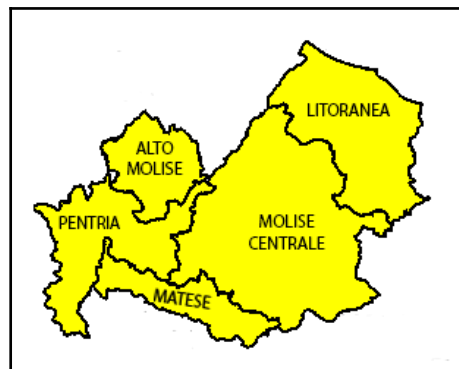 LITORANEA
ALTO
MOLISE
PENTRIA
MOLISE
CENTRALE
MATESE